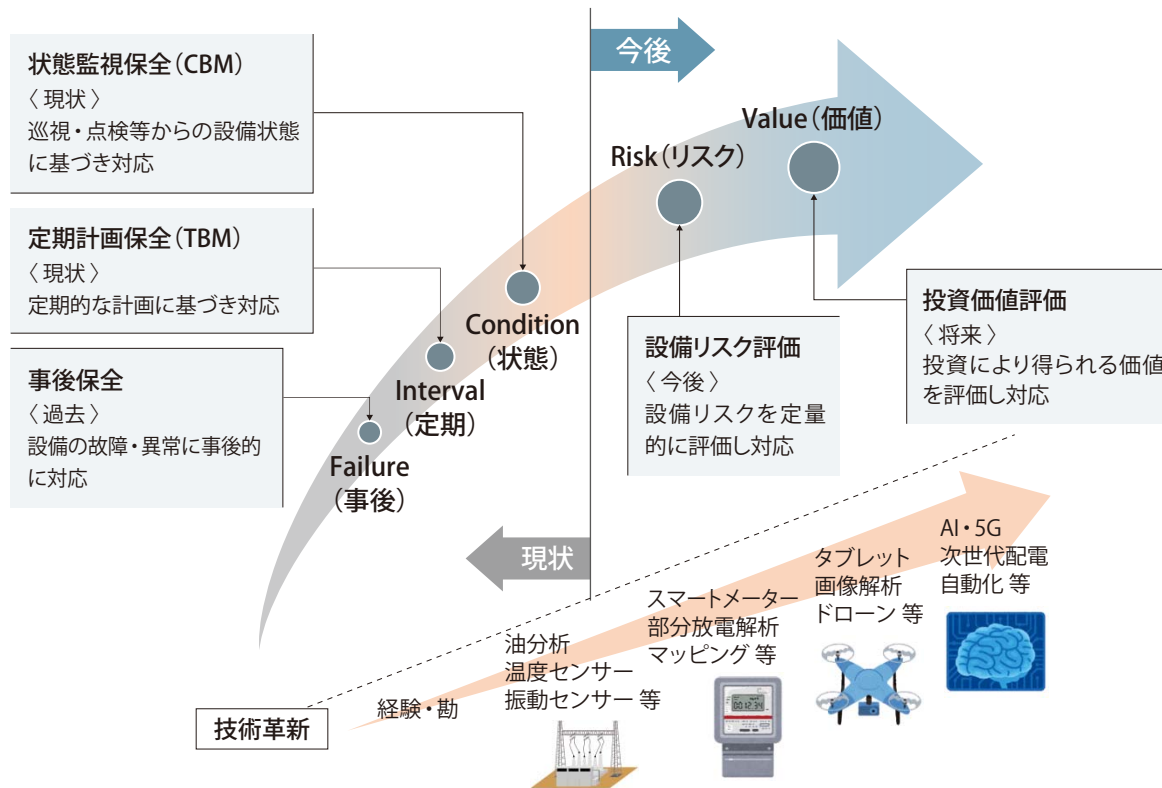 今後
状態監視保全(CBM)
〈現状〉
巡視・点検等からの設備状態
に基づき対応
定期計画保全(TBM)
〈現状〉
定期的な計画に基づき対応
事後保全
〈過去〉
設備の故障・異常に事後的
に対応
Value(価値)
Risk(リスク)
Condition
(状態)
Interval
(定期)
Failure
(事後)
設備リスク評価
〈今後〉
設備リスクを定量
的に評価し対応
投資価値評価
〈将来〉
投資により得られる価値
を評価し対応
現状
技術革新
経験・勘
油分析
温度センサー
振動センサー 等
スマートメーター
部分放電解析
マッピング 等
タブレット
画像解析
ドローン 等
AI・5G
次世代配電
自動化 等
0012.34